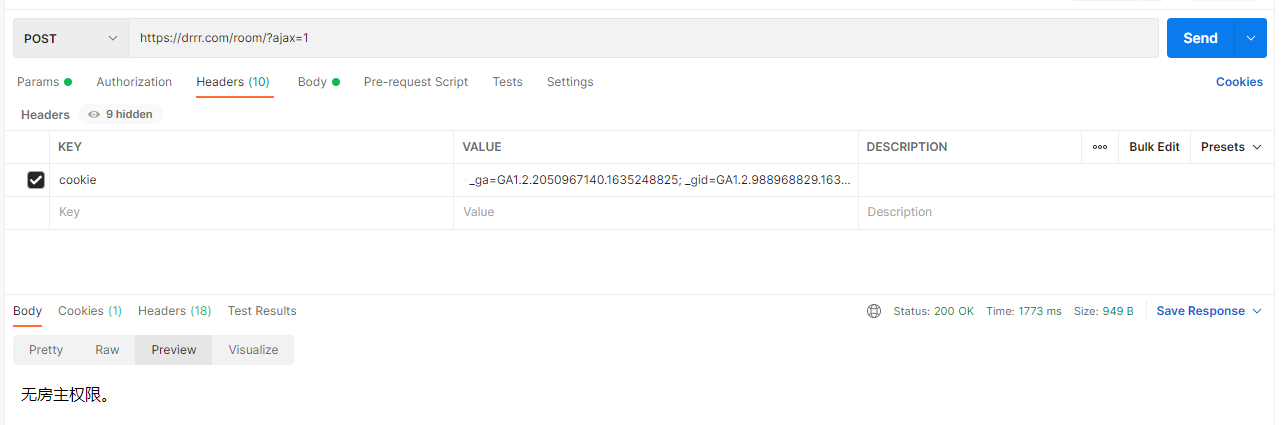 POST https://drrr.com/room/?ajax=1 Send
Params Authorization Headers (10) Body Pre-request Script Tests Settings Cookies
Headers 9 hidden
KEY VALUE DESCRIPTION Bulk Edit Presets
cookie _ga=GA1.2.2050967140.1635248825; _gid=GA1.2.988968829.163...
Key Value Description
Body Cookies (1) Headers (18) Test Results Status: 200 OK Time: 1773 ms Size: 949 B Save Response
Pretty Raw Preview Visualize
无房主权限。